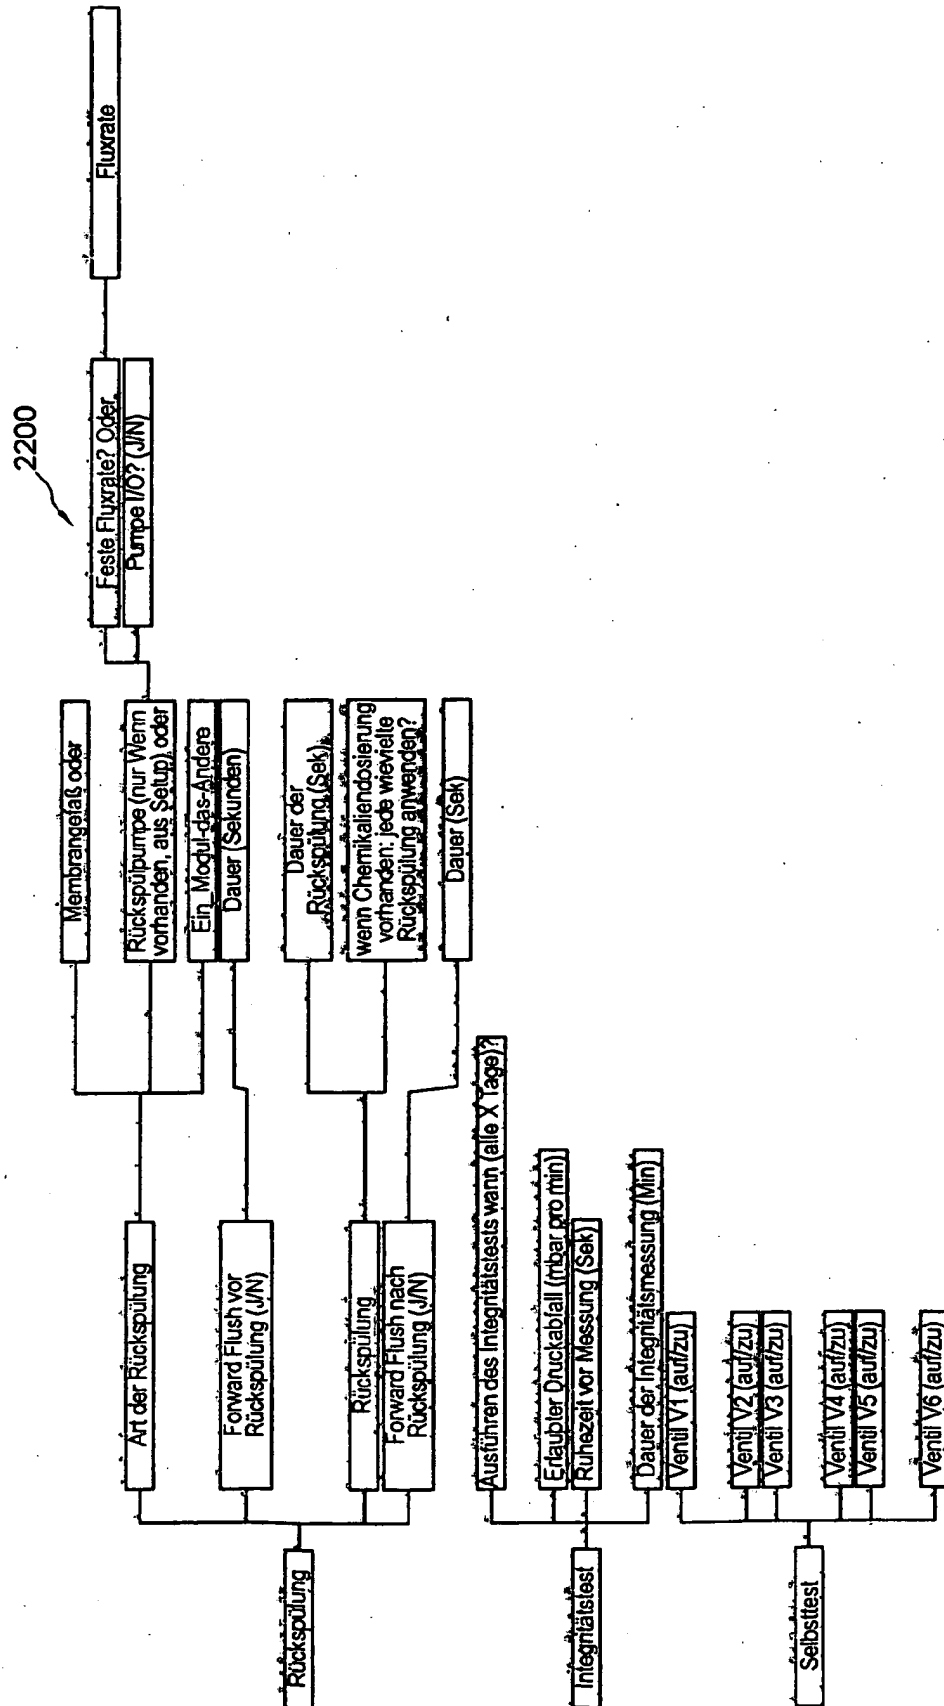 2200
Rückspülung
Art der Rückspülung
Membrangefäß oder
Rückspülpumpe (nur Wenn
vorhanden, aus Setup) oder
Feste Fluxrate? Oder
Fluxrate
Pumpe I/O? (J/N)
Ein_Modul-das-Andere
Forward Flush vor
Rückspülung (J/N)
Dauer (Sekunden)
Rückspülung
Dauer der
Rückspülung (Sek)
wenn Chemikaliendosierung
vorhanden: jede wievielte
Rückspülung anwenden?
Forward Flush nach
Rückspülung (J/N)
Dauer (Sek)
Integritätstest
Ausführen des Integritätstests wann (alle X Tage)?
Erlaubter Druckabfall (mbar pro min)
Ruhezeit vor Messung (Sek)
Dauer der Integritätsmessung (Min)
Selbsttest
Ventil V1 (auf/zu)
Ventil V2 (auf/zu)
Ventil V3 (auf/zu)
Ventil V4 (auf/zu)
Ventil V5 (auf/zu)
Ventil V6 (auf/zu)